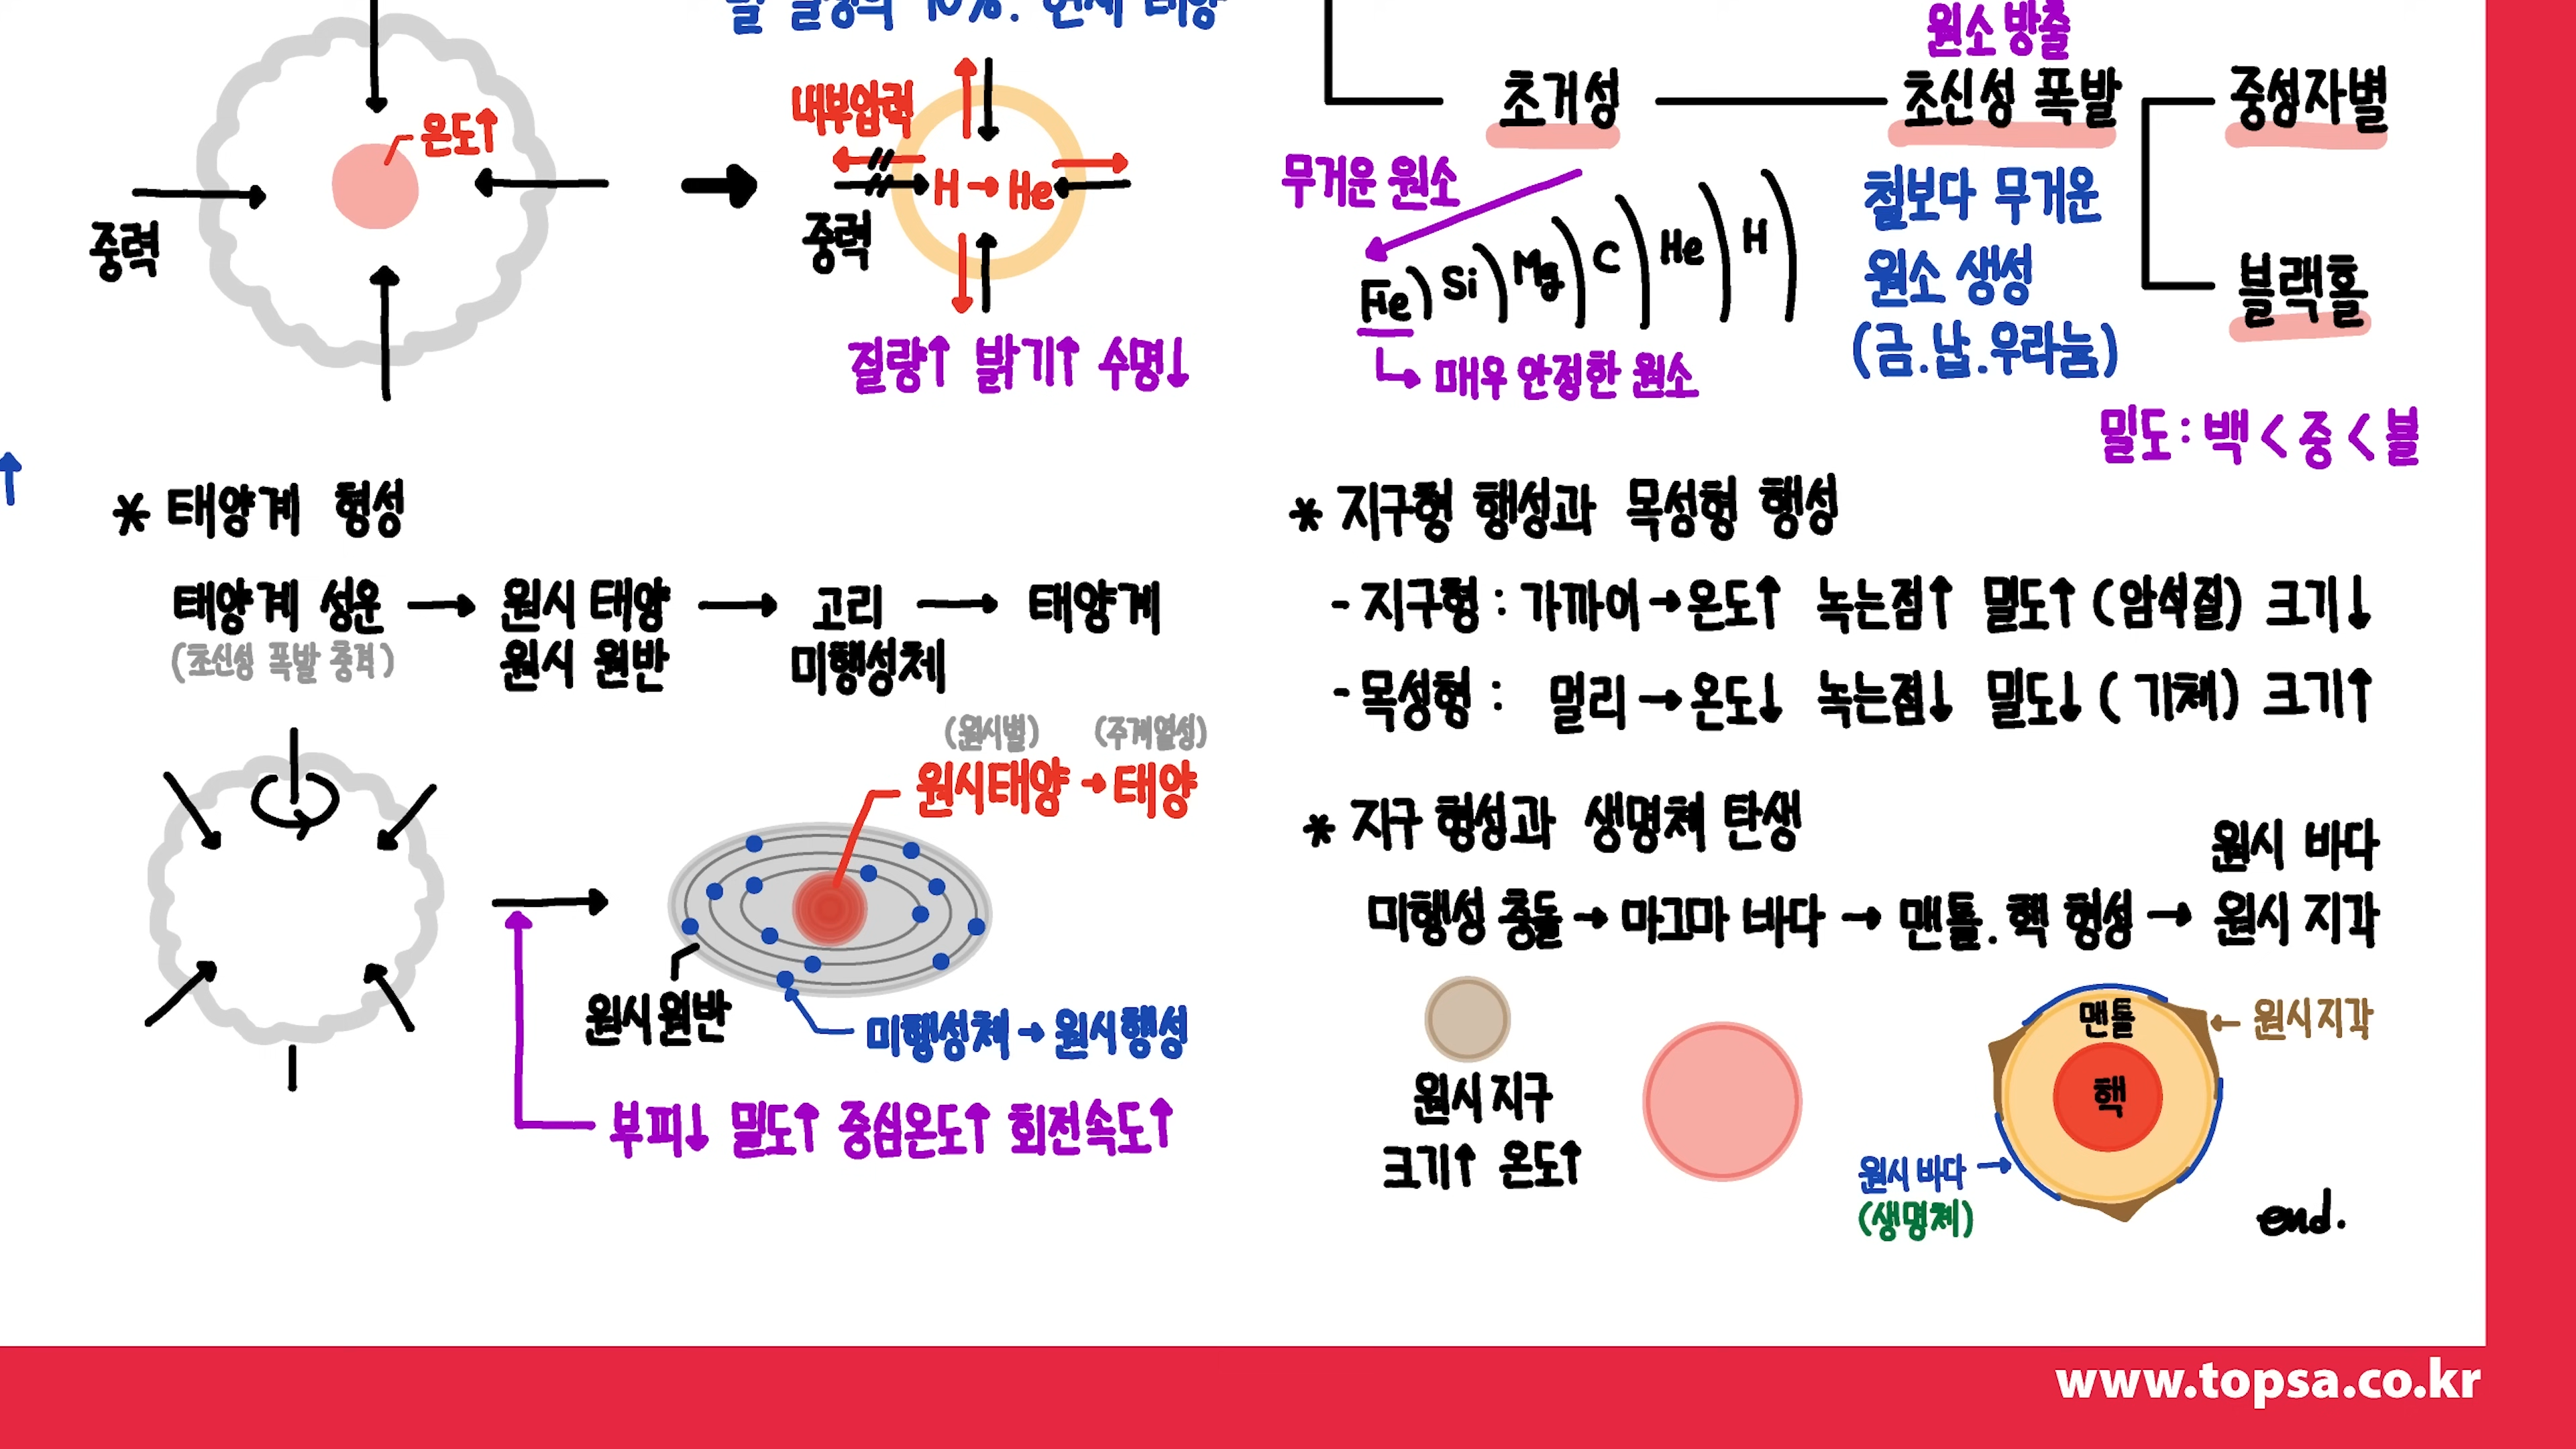 온도↑
중력
내부압력
H → He
중력
질량↑ 밝기↑ 수명↓
원소 방출
초거성
초신성 폭발
중성자별
무거운 원소
Fe) Si) Mg) C) He) H)
매우 안정한 원소
철보다 무거운
원소 생성
(금.납.우라늄)
블랙홀
밀도: 백 < 중 < 블
↑
* 태양계 형성
태양계 성운 → 원시 태양 → 고리 → 태양계
(초신성 폭발 충격) 원시 원반 미행성체
(원시별) (주계열성)
원시태양 → 태양
원시원반
미행성체 → 원시행성
부피↓ 밀도↑ 중심온도↑ 회전속도↑
* 지구형 행성과 목성형 행성
- 지구형 : 가까이 → 온도↑ 녹는점↑ 밀도↑ (암석질) 크기↓
- 목성형 : 멀리 → 온도↓ 녹는점↓ 밀도↓ (기체) 크기↑
* 지구 형성과 생명체 탄생
원시 바다
미행성 충돌 → 마그마 바다 → 맨틀.핵 형성 → 원시 지각
원시 지구
크기↑ 온도↑
맨틀
핵
← 원시지각
원시 바다 →
(생명체)
end.
www.topsa.co.kr